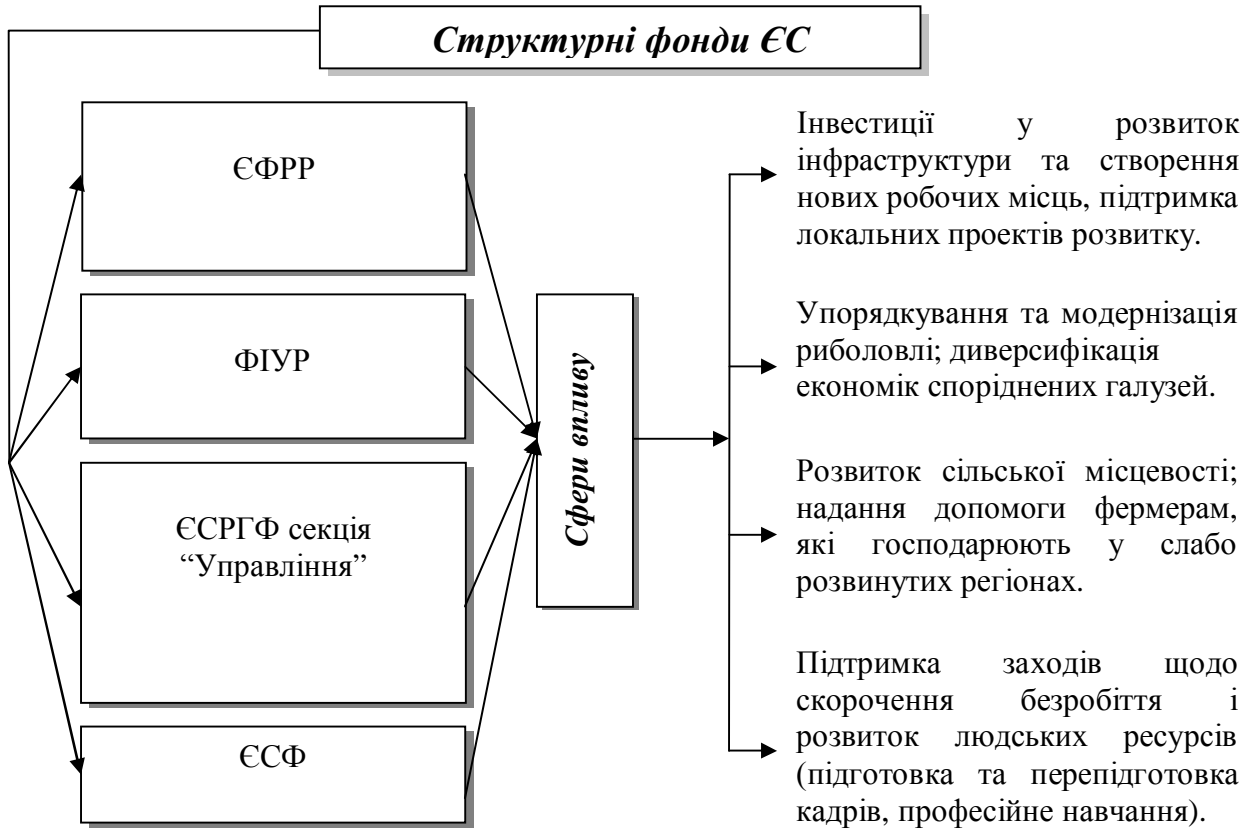 Структурні фонди ЄС
ЄФРР
ФІУР
ЄСРГФ секція
“Управління”
ЄСФ
Сфери впливу
Інвестиції у розвиток
інфраструктури та створення
нових робочих місць, підтримка
локальних проектів розвитку.
Упорядкування та модернізація
риболовлі; диверсифікація
економік споріднених галузей.
Розвиток сільської місцевості;
надання допомоги фермерам,
які господарюють у слабо
розвинутих регіонах.
Підтримка заходів щодо
скорочення безробіття і
розвиток людських ресурсів
(підготовка та перепідготовка
кадрів, професійне навчання).